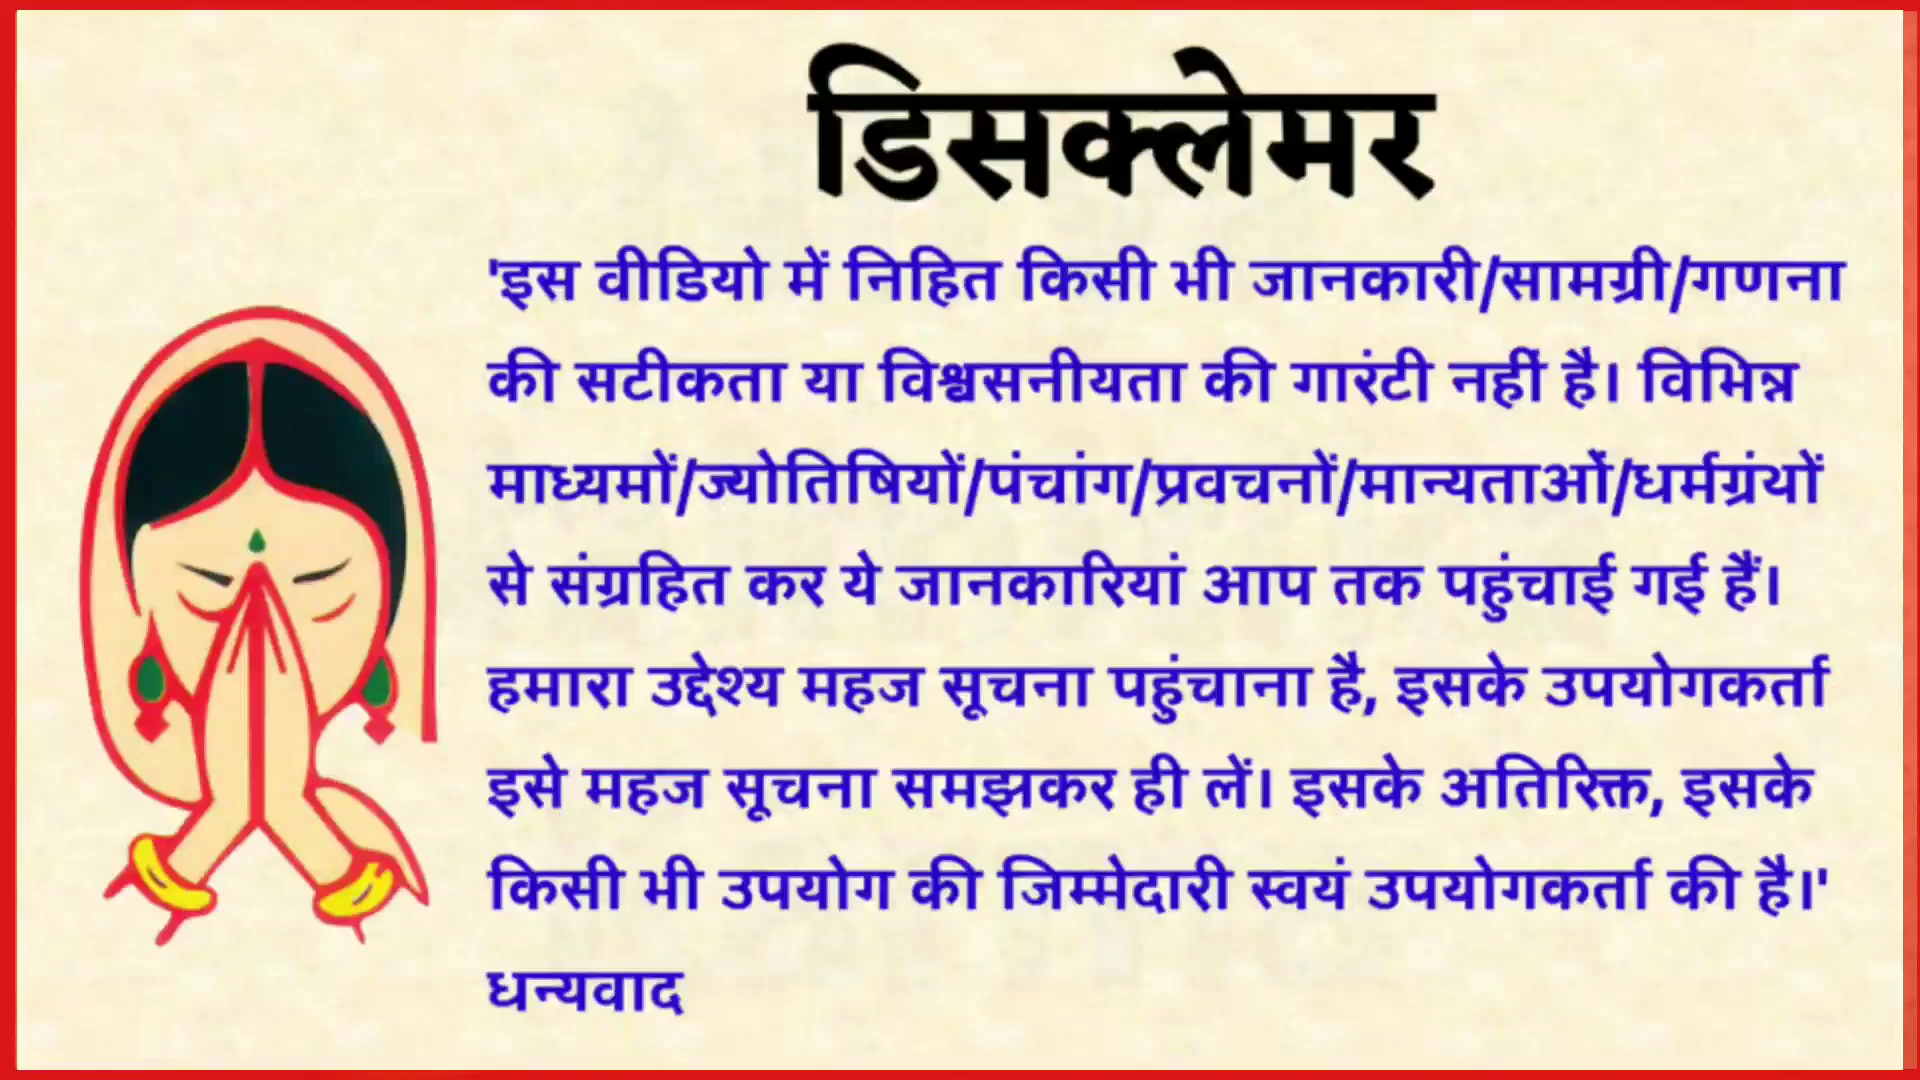 डिसक्लेमर
'इस वीडियो में निहित किसी भी जानकारी/सामग्री/गणना
की सटीकता या विश्वसनीयता की गारंटी नहीं है। विभिन्न
माध्यमों/ज्योतिषियों/पंचांग/प्रवचनों/मान्यताओं/धर्मग्रंथों
से संग्रहित कर ये जानकारियां आप तक पहुंचाई गई हैं।
हमारा उद्देश्य महज सूचना पहुंचाना है, इसके उपयोगकर्ता
इसे महज सूचना समझकर ही लें। इसके अतिरिक्त, इसके
किसी भी उपयोग की जिम्मेदारी स्वयं उपयोगकर्ता की है।'
धन्यवाद